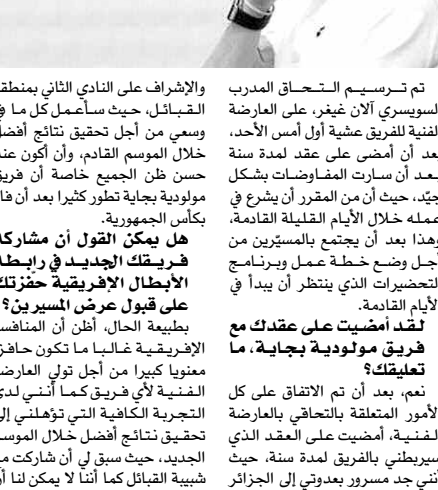 تم ترسيم التحاق المدرب
السويسري آلان غيغر، على العارضة
الفنية للفريق عشية أول أمس الأحد،
بعد أن أمضى على عقد لمدة سنة
بعد أن سارت المفاوضات بشكل
جيّد، حيث أن من المقرر أن يشرع في
عمله خلال الأيام القليلة القادمة،
وهذا بعد أن يجتمع بالمسيّرين من
أجل وضع خطة عمل وبرنامج
التحضيرات الذي ينتظر أن يبدأ في
الأيام القادمة.
لقد أمضيت على عقدك مع
فريق مولودية بجاية، ما
تعليقك؟
نعم، بعد أن تم الاتفاق على كل
الأمور المتعلقة بالتحاقي بالعارضة
الفنية، أمضيت على العقد الذي
سيربطني بالفريق لمدة سنة، حيث
أنني جد مسرور بعدوتي إلى الجزائر
والإشراف على النادي الثاني بمنطقة
القبائل، حيث سأعمل كل ما في
وسعي من أجل تحقيق نتائج أفضل
خلال الموسم القادم، وأن أكون عند
حسن ظن الجميع خاصة أن فريق
مولودية بجاية تطور كثيرا بعد أن فاز
بكأس الجمهورية.
هل يمكن القول أن مشاركة
فريقك الجديد في رابطة
الأبطال الإفريقية حفزتك
على قبول عرض المسيرين؟
بطبيعة الحال، أظن أن المنافسة
الإفريقية غالبا ما تكون حافزا
معنويا كبيرا من أجل تولي العارضة
الفنية لأي فريق كما أنني لدي
التجربة الكافية التي تؤهلني إلى
تحقيق نتائج أفضل خلال الموسم
الجديد، حيث سبق لي أن شاركت مع
شبيبة القبائل كما أننا لا يمكن لنا أن